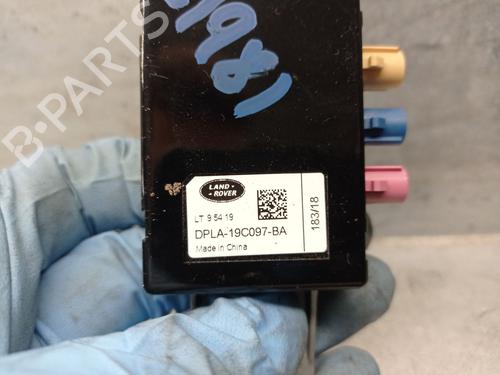 B-PARTS
LAND
ROVER
LT 9 54 19
DPLA-19C097-BA
Made in China
183/18